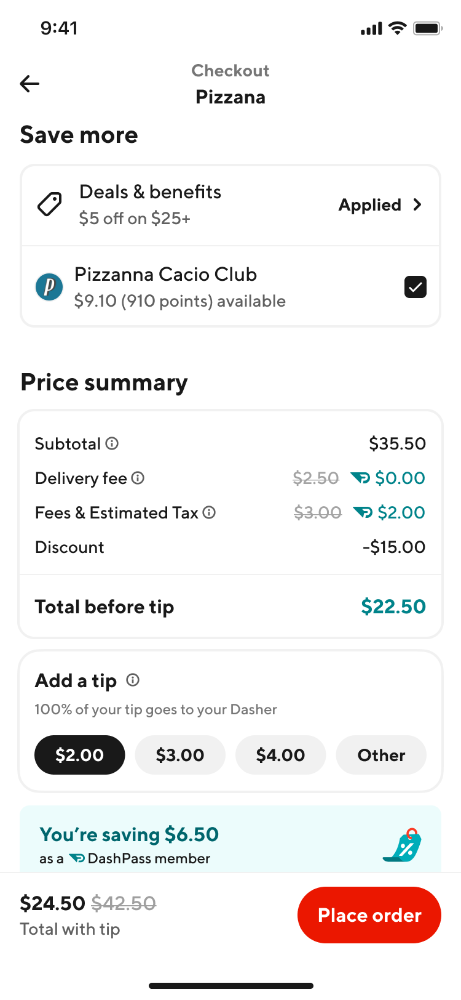 9:41
Checkout
Pizzana
Save more
Deals & benefits
$5 off on $25+
Applied
Pizzanna Cacio Club
$9.10 (910 points) available
Price summary
Subtotal $35.50
Delivery fee $2.50 $0.00
Fees & Estimated Tax $3.00 $2.00
Discount -$15.00
Total before tip $22.50
Add a tip
100% of your tip goes to your Dasher
$2.00 $3.00 $4.00 Other
You're saving $6.50
as a DashPass member
$24.50 $42.50
Total with tip
Place order